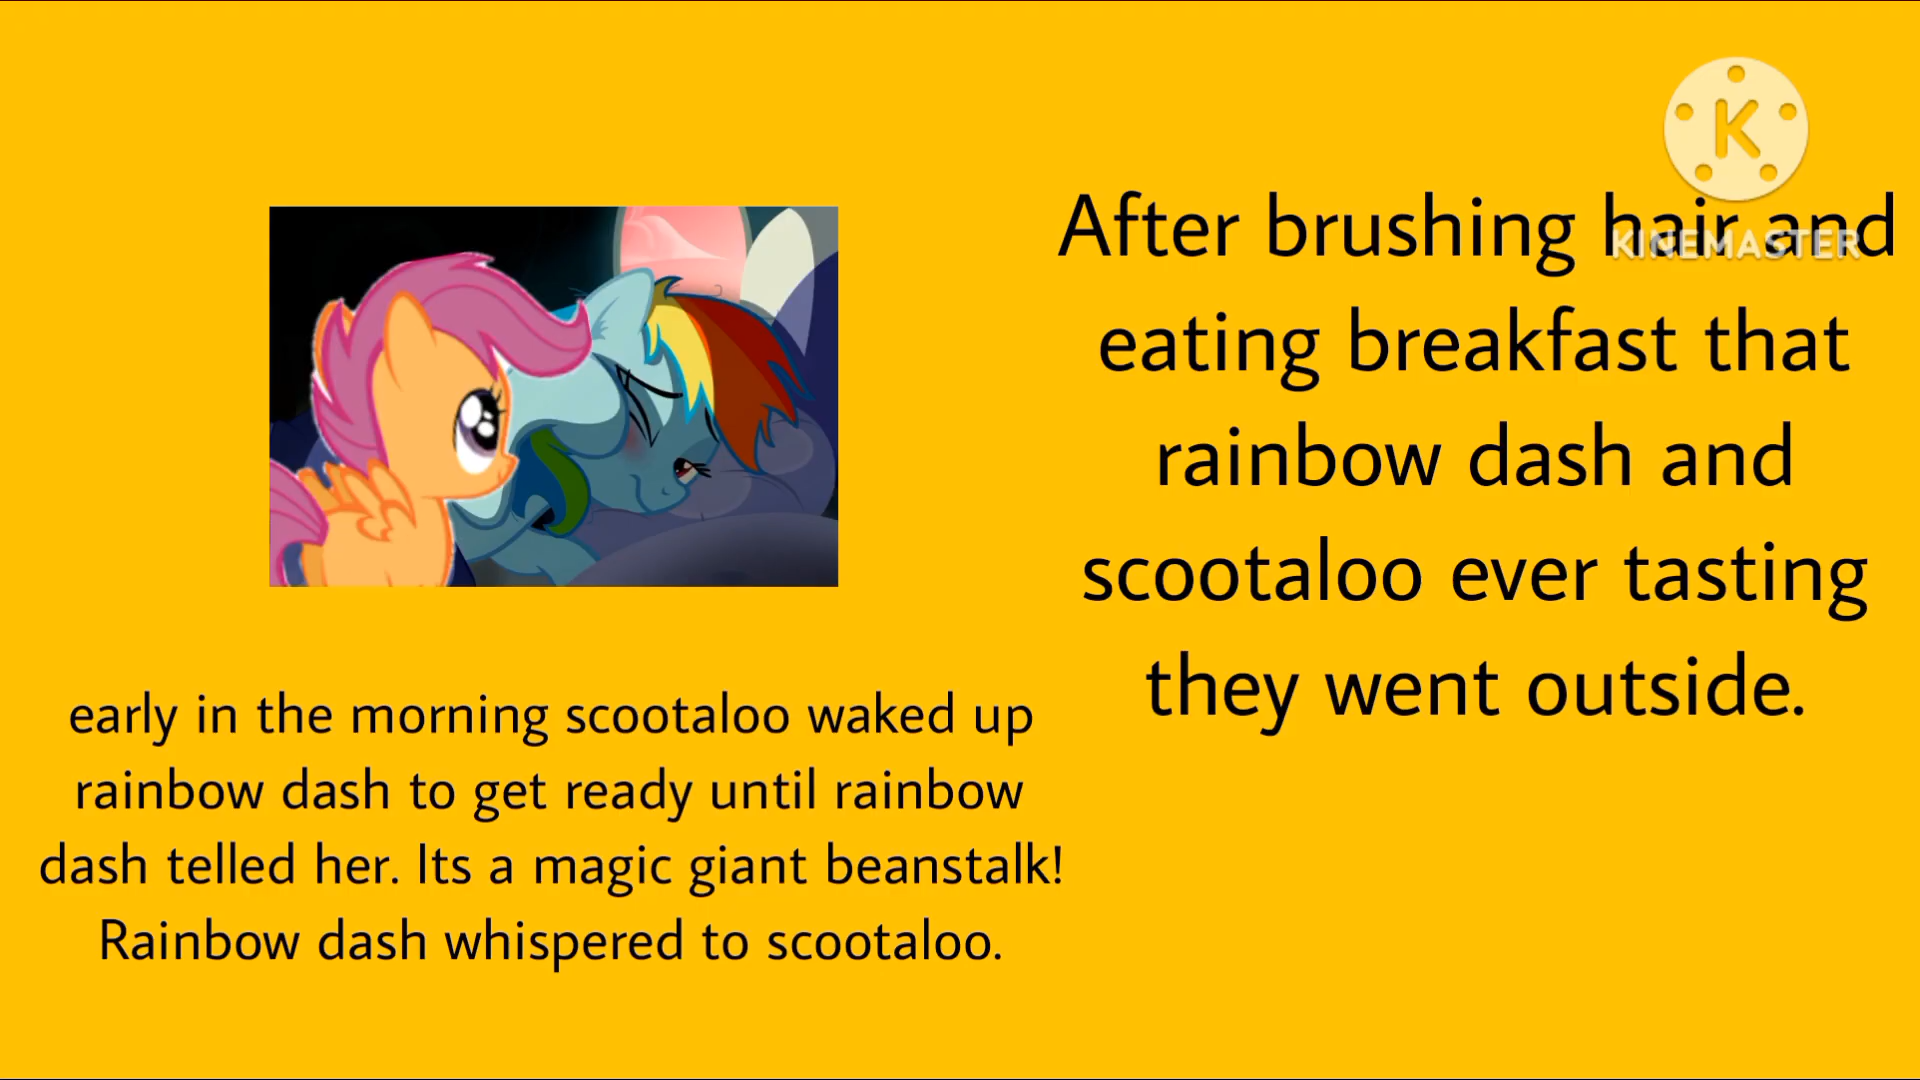 early in the morning scootaloo waked up
rainbow dash to get ready until rainbow
dash telled her. Its a magic giant beanstalk!
Rainbow dash whispered to scootaloo.
K
KINEMASTER
After brushing hair and
eating breakfast that
rainbow dash and
scootaloo ever tasting
they went outside.